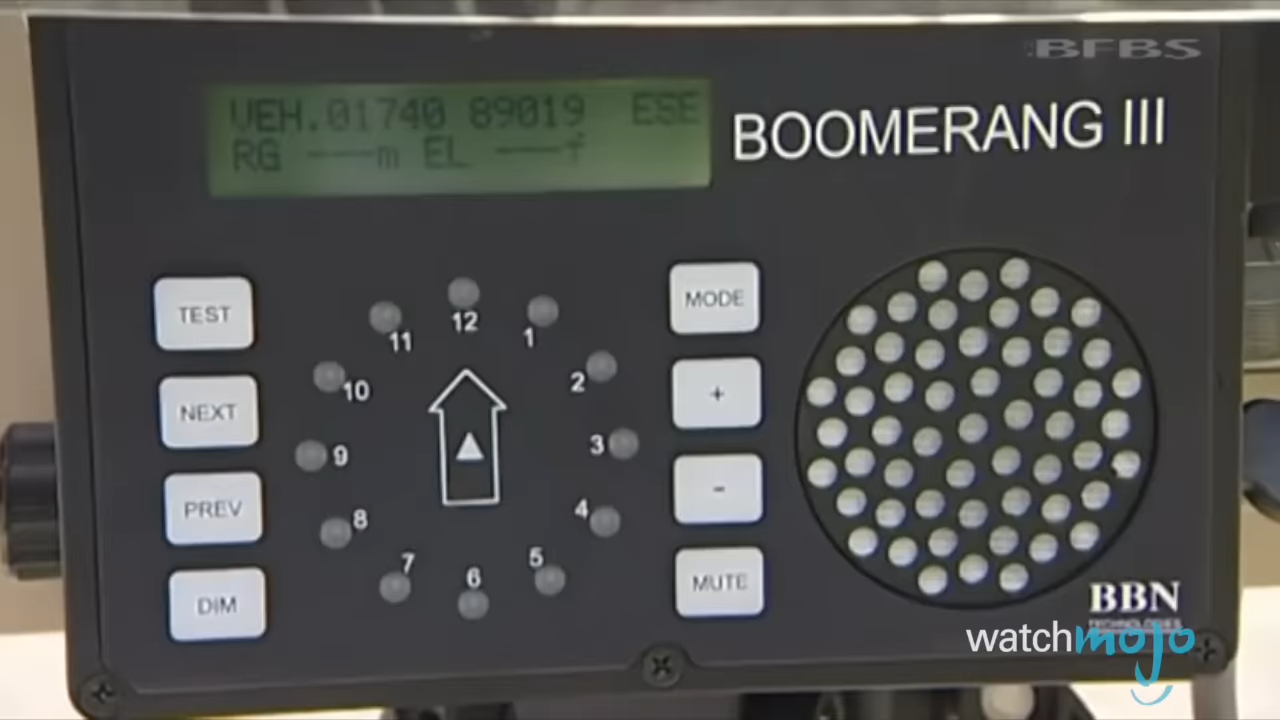 BFBS
VEH.01740 89019 ESE
RG ---m EL ---f
BOOMERANG III
TEST
NEXT
PREV
DIM
12
1
2
3
4
5
6
7
8
9
10
11
MODE
+
-
MUTE
BBN
TECHNOLOGIES
watchmojo